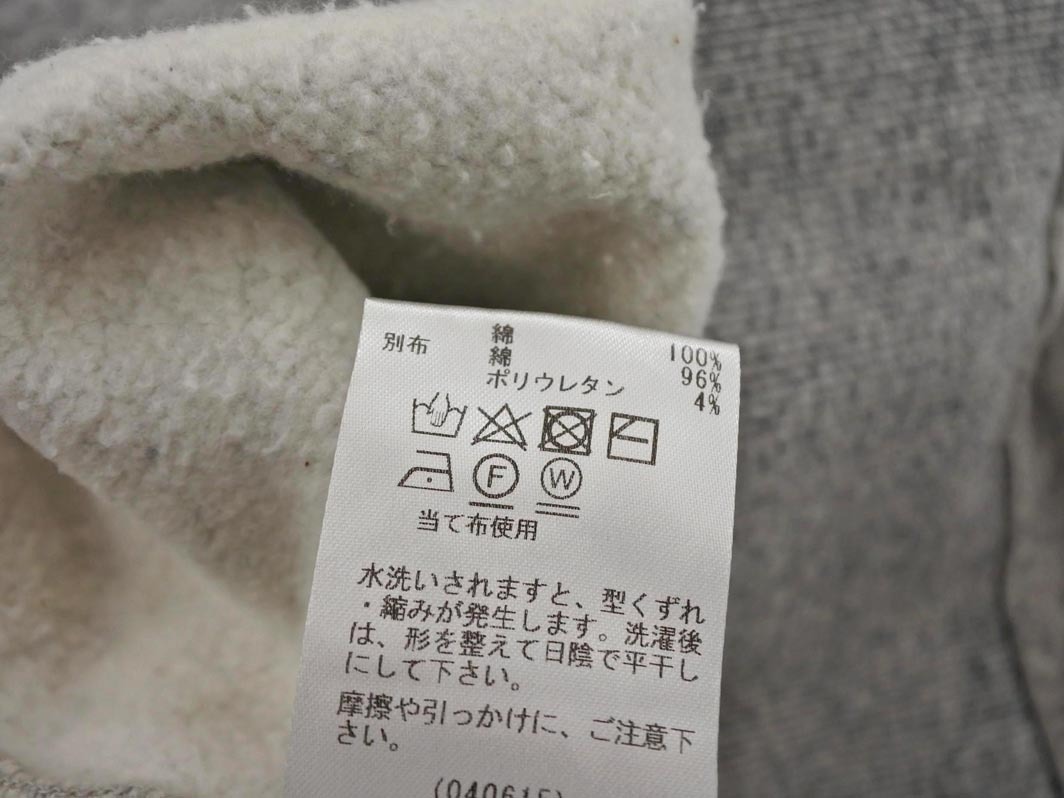 綿 100%
別布 綿 96%
ポリウレタン 4%
F W
当て布使用
水洗いされますと、型くずれ
・縮みが発生します。洗濯後
は、形を整えて日陰で平干し
にして下さい。
摩擦や引っかけに、ご注意下
さい。
(040615)